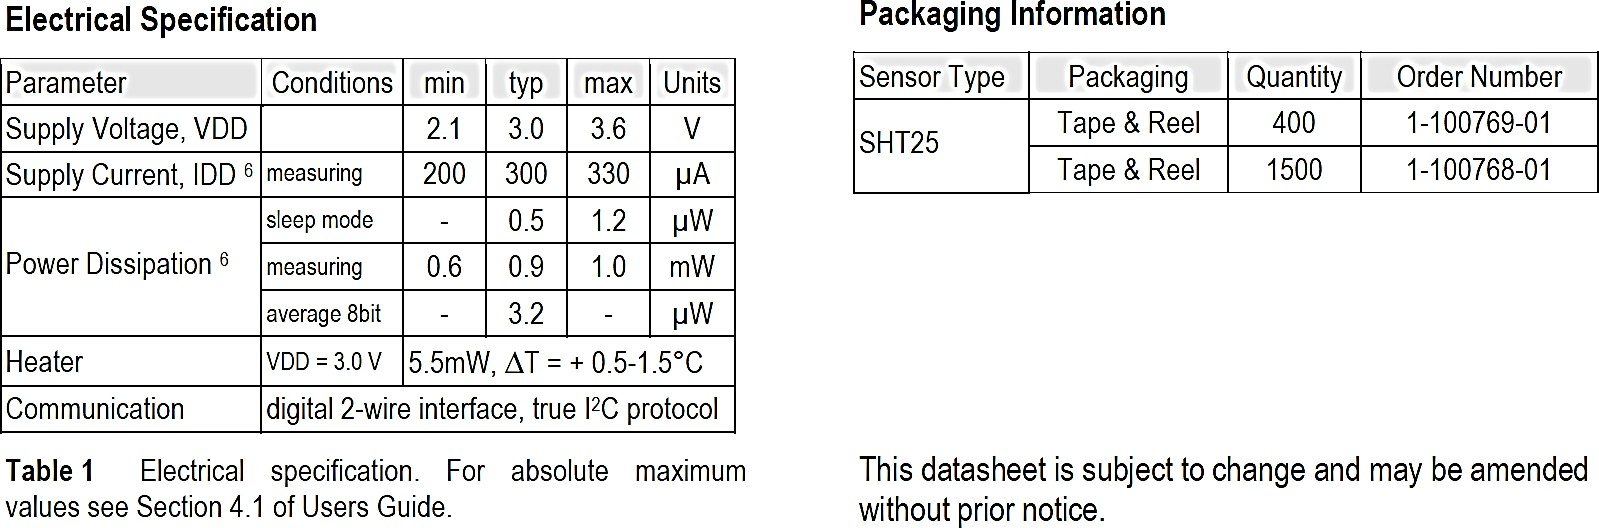 Electrical Specification
Parameter Conditions min typ max Units
Supply Voltage, VDD 2.1 3.0 3.6 V
Supply Current, IDD 6 measuring 200 300 330 µA
Power Dissipation 6
sleep mode - 0.5 1.2 µW
measuring 0.6 0.9 1.0 mW
average 8bit - 3.2 - µW
Heater VDD = 3.0 V 5.5mW, ΔT = + 0.5-1.5°C
Communication digital 2-wire interface, true I²C protocol
Table 1 Electrical specification. For absolute maximum
values see Section 4.1 of Users Guide.
Packaging Information
Sensor Type Packaging Quantity Order Number
SHT25
Tape & Reel 400 1-100769-01
Tape & Reel 1500 1-100768-01
This datasheet is subject to change and may be amended
without prior notice.